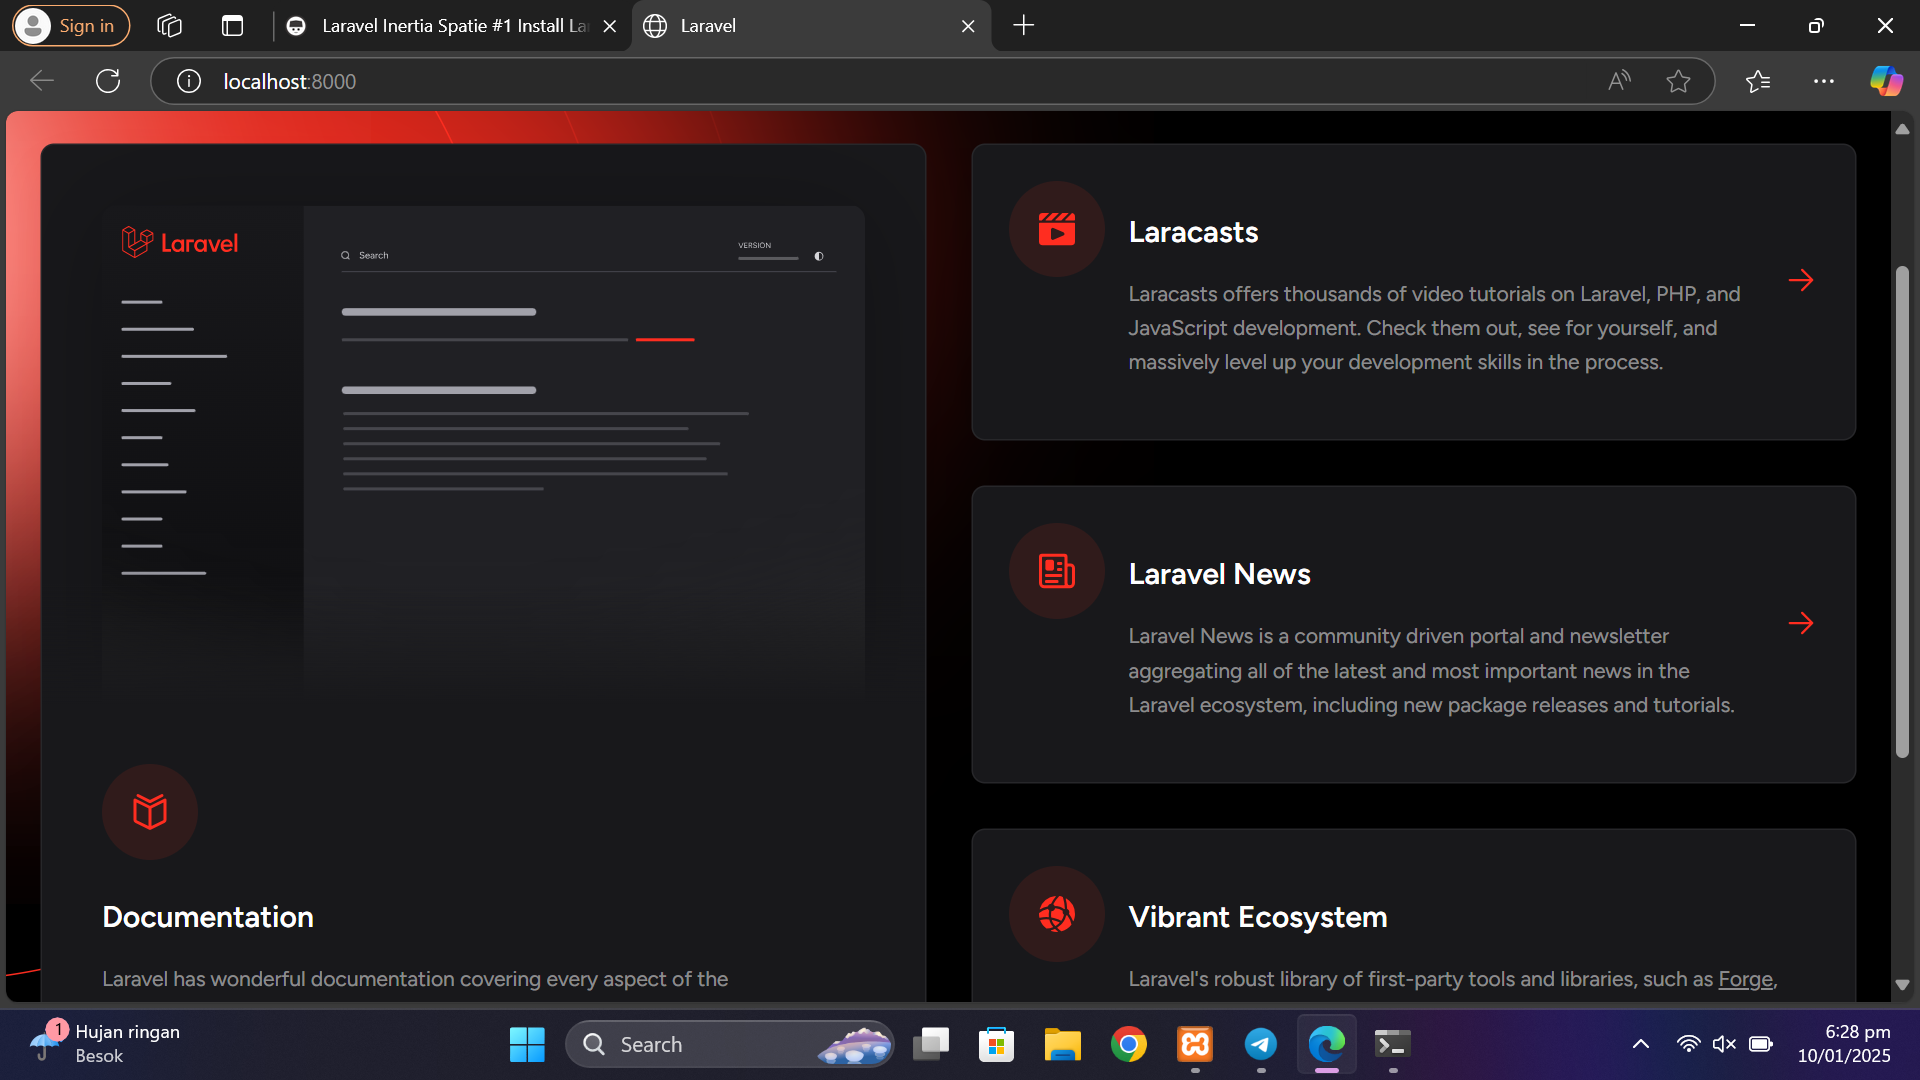 Sign in
Laravel Inertia Spatie #1 Install La
Laravel
localhost:8000
Laravel
Search
VERSION
Documentation
Laravel has wonderful documentation covering every aspect of the
Laracasts
Laracasts offers thousands of video tutorials on Laravel, PHP, and
JavaScript development. Check them out, see for yourself, and
massively level up your development skills in the process.
Laravel News
Laravel News is a community driven portal and newsletter
aggregating all of the latest and most important news in the
Laravel ecosystem, including new package releases and tutorials.
Vibrant Ecosystem
Laravel's robust library of first-party tools and libraries, such as Forge,
1
Hujan ringan
Besok
Search
6:28 pm
10/01/2025